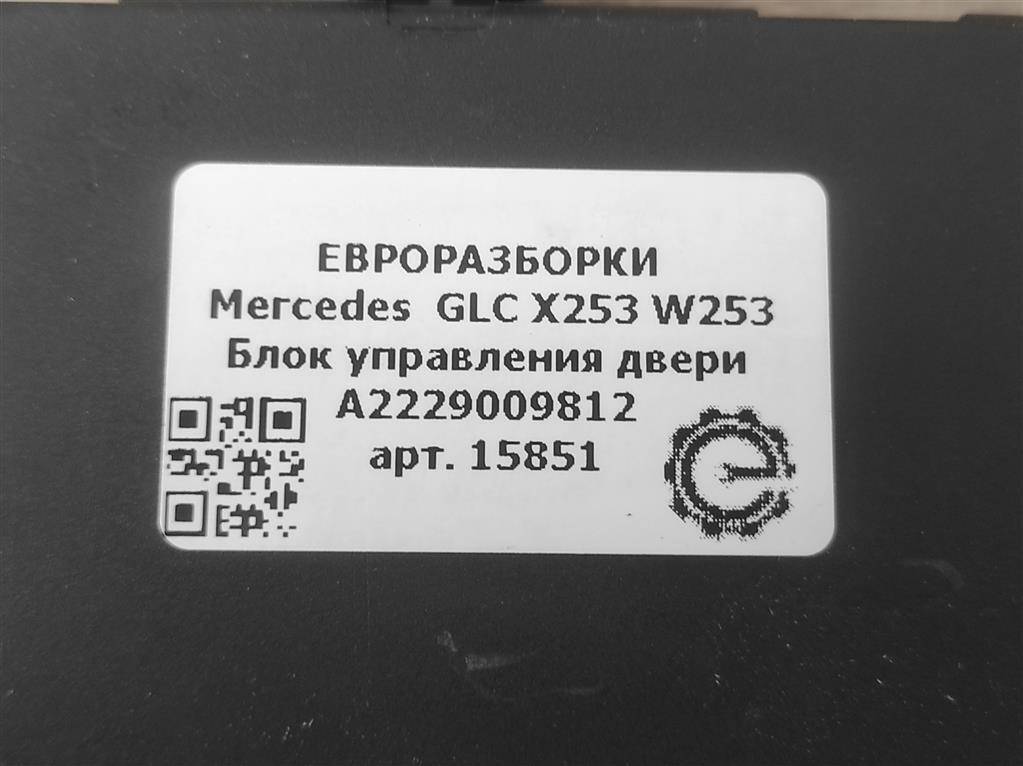 ЕВРОРАЗБОРКИ
Mercedes GLC X253 W253
Блок управления двери
A2229009812
арт. 15851